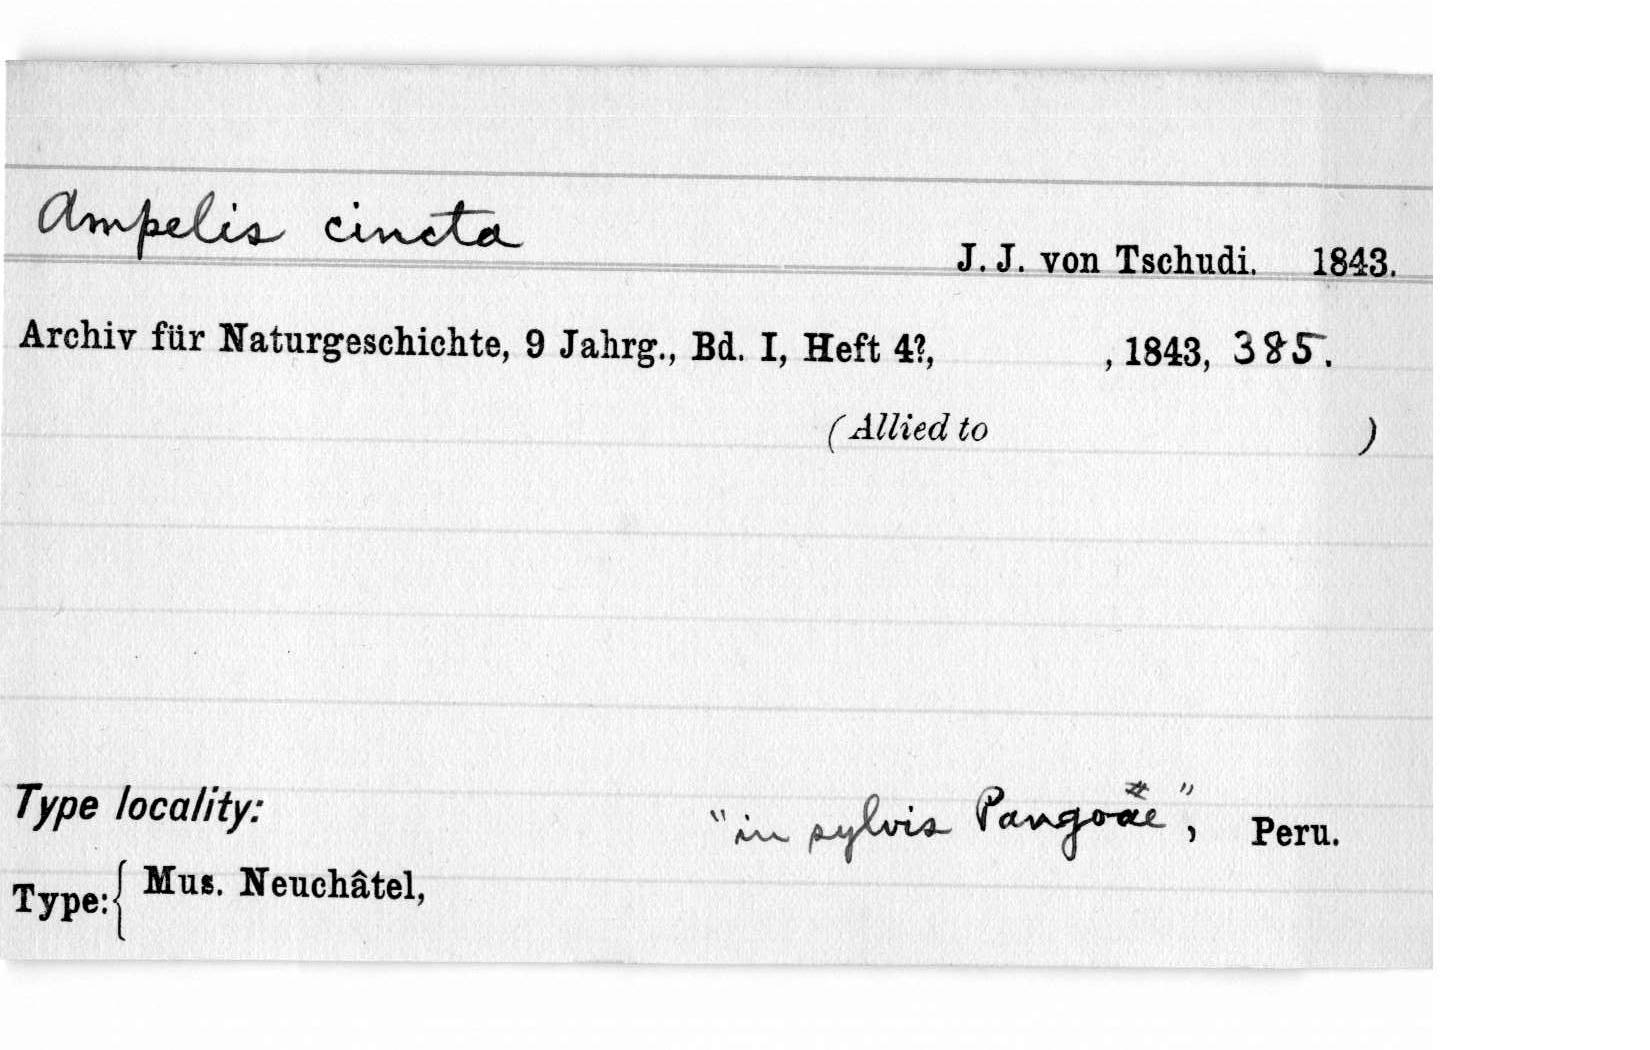 Ampelis cincta
J. J. von Tschudi. 1843.
Archiv für Naturgeschichte, 9 Jahrg., Bd. I, Heft 4?, , 1843, 385.
(Allied to )
Type locality: "in sylvis Pangoæ", Peru.
Type: { Mus. Neuchâtel,